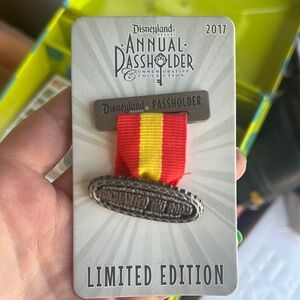 Disneyland
2017
ANNUAL
PASSHOLDER
COMMEMORATIVE
COLLECTION
Disneyland PASSHOLDER
LIMITED EDITION